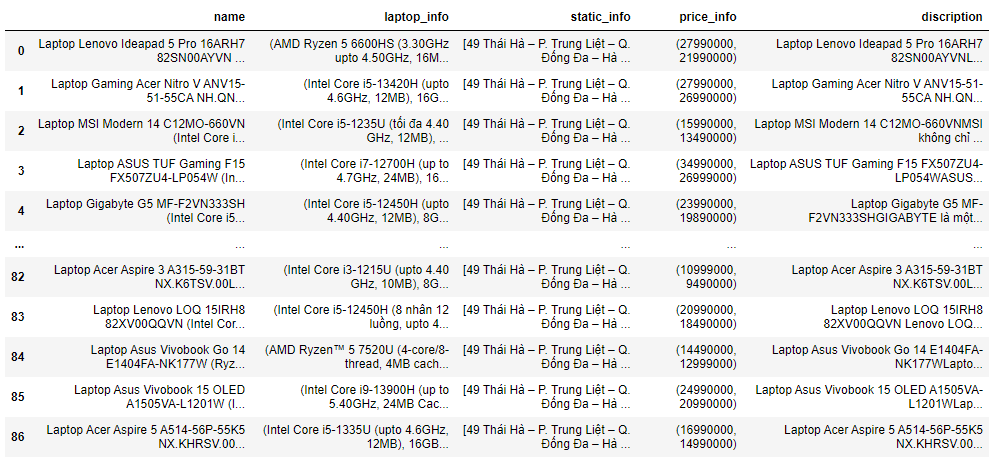 name laptop_info static_info price_info discription
0 Laptop Lenovo Ideapad 5 Pro 16ARH7 (AMD Ryzen 5 6600HS (3.30GHz [49 Thái Hà – P. Trung Liệt – Q. (27990000, Laptop Lenovo Ideapad 5 Pro 16ARH7
82SN00AYVN ... upto 4.50GHz, 16M... Đống Đa – Hà ... 21990000) 82SN00AYVNL...
1 Laptop Gaming Acer Nitro V ANV15- (Intel Core i5-13420H (upto [49 Thái Hà – P. Trung Liệt – Q. (27990000, Laptop Gaming Acer Nitro V ANV15-51-
51-55CA NH.QN... 4.6GHz, 12MB), 16G... Đống Đa – Hà ... 26990000) 55CA NH.QN...
2 Laptop MSI Modern 14 C12MO-660VN (Intel Core i5-1235U (tối đa 4.40 [49 Thái Hà – P. Trung Liệt – Q. (15990000, Laptop MSI Modern 14 C12MO-660VNMSI
(Intel Core i... GHz, 12MB), ... Đống Đa – Hà ... 13490000) không chỉ ...
3 Laptop ASUS TUF Gaming F15 (Intel Core i7-12700H (up to [49 Thái Hà – P. Trung Liệt – Q. (34990000, Laptop ASUS TUF Gaming F15 FX507ZU4-
FX507ZU4-LP054W (In... 4.7GHz, 24MB), 16... Đống Đa – Hà ... 26999000) LP054WASUS...
4 Laptop Gigabyte G5 MF-F2VN333SH (Intel Core i5-12450H (up to [49 Thái Hà – P. Trung Liệt – Q. (23990000, Laptop Gigabyte G5 MF-
(Intel Core i5... 4.40GHz, 12MB), 8G... Đống Đa – Hà ... 19890000) F2VN333SHGIGABYTE là một...
... ... ... ... ... ...
82 Laptop Acer Aspire 3 A315-59-31BT (Intel Core i3-1215U (upto 4.40 [49 Thái Hà – P. Trung Liệt – Q. (10999000, Laptop Acer Aspire 3 A315-59-31BT
NX.K6TSV.00L... GHz, 10MB), 8G... Đống Đa – Hà ... 9490000) NX.K6TSV.00L...
83 Laptop Lenovo LOQ 15IRH8 (Intel Core i5-12450H (8 nhân 12 [49 Thái Hà – P. Trung Liệt – Q. (20990000, Laptop Lenovo LOQ 15IRH8
82XV00QQVN (Intel Cor... luồng, upto 4... Đống Đa – Hà ... 18490000) 82XV00QQVN Lenovo LOQ...
84 Laptop Asus Vivobook Go 14 (AMD Ryzen™ 5 7520U (4-core/8- [49 Thái Hà – P. Trung Liệt – Q. (14490000, Laptop Asus Vivobook Go 14 E1404FA-
E1404FA-NK177W (Ryz... thread, 4MB cach... Đống Đa – Hà ... 12999000) NK177WLapto...
85 Laptop Asus Vivobook 15 OLED (Intel Core i9-13900H (up to [49 Thái Hà – P. Trung Liệt – Q. (24990000, Laptop Asus Vivobook 15 OLED A1505VA-
A1505VA-L1201W (I... 5.40GHz, 24MB Cac... Đống Đa – Hà ... 20990000) L1201WLap...
86 Laptop Acer Aspire 5 A514-56P-55K5 (Intel Core i5-1335U (upto 4.6GHz, [49 Thái Hà – P. Trung Liệt – Q. (16990000, Laptop Acer Aspire 5 A514-56P-55K5
NX.KHRSV.00... 12MB), 16GB... Đống Đa – Hà ... 14990000) NX.KHRSV.00...